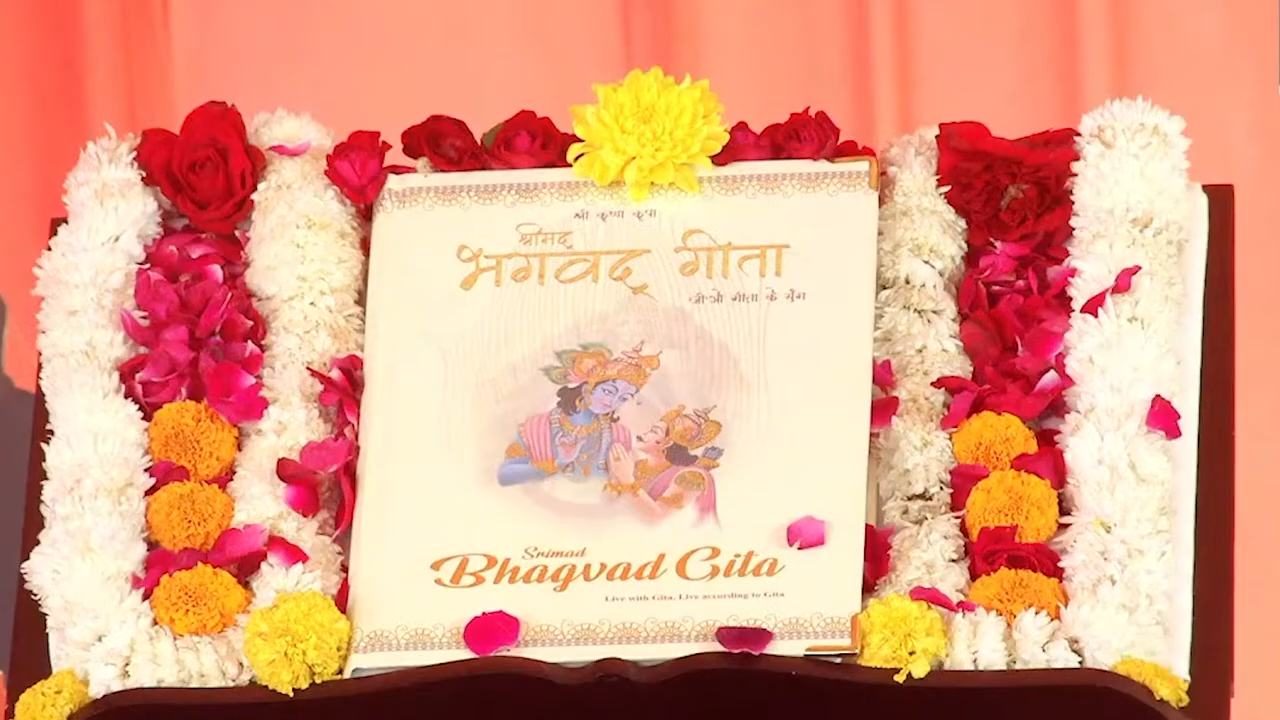 श्री कृष्ण कृपा
श्रीमद्
भगवद् गीता
जीओ गीता के संग
Srimad
Bhagvad Gita
Live with Gita, Live according to Gita